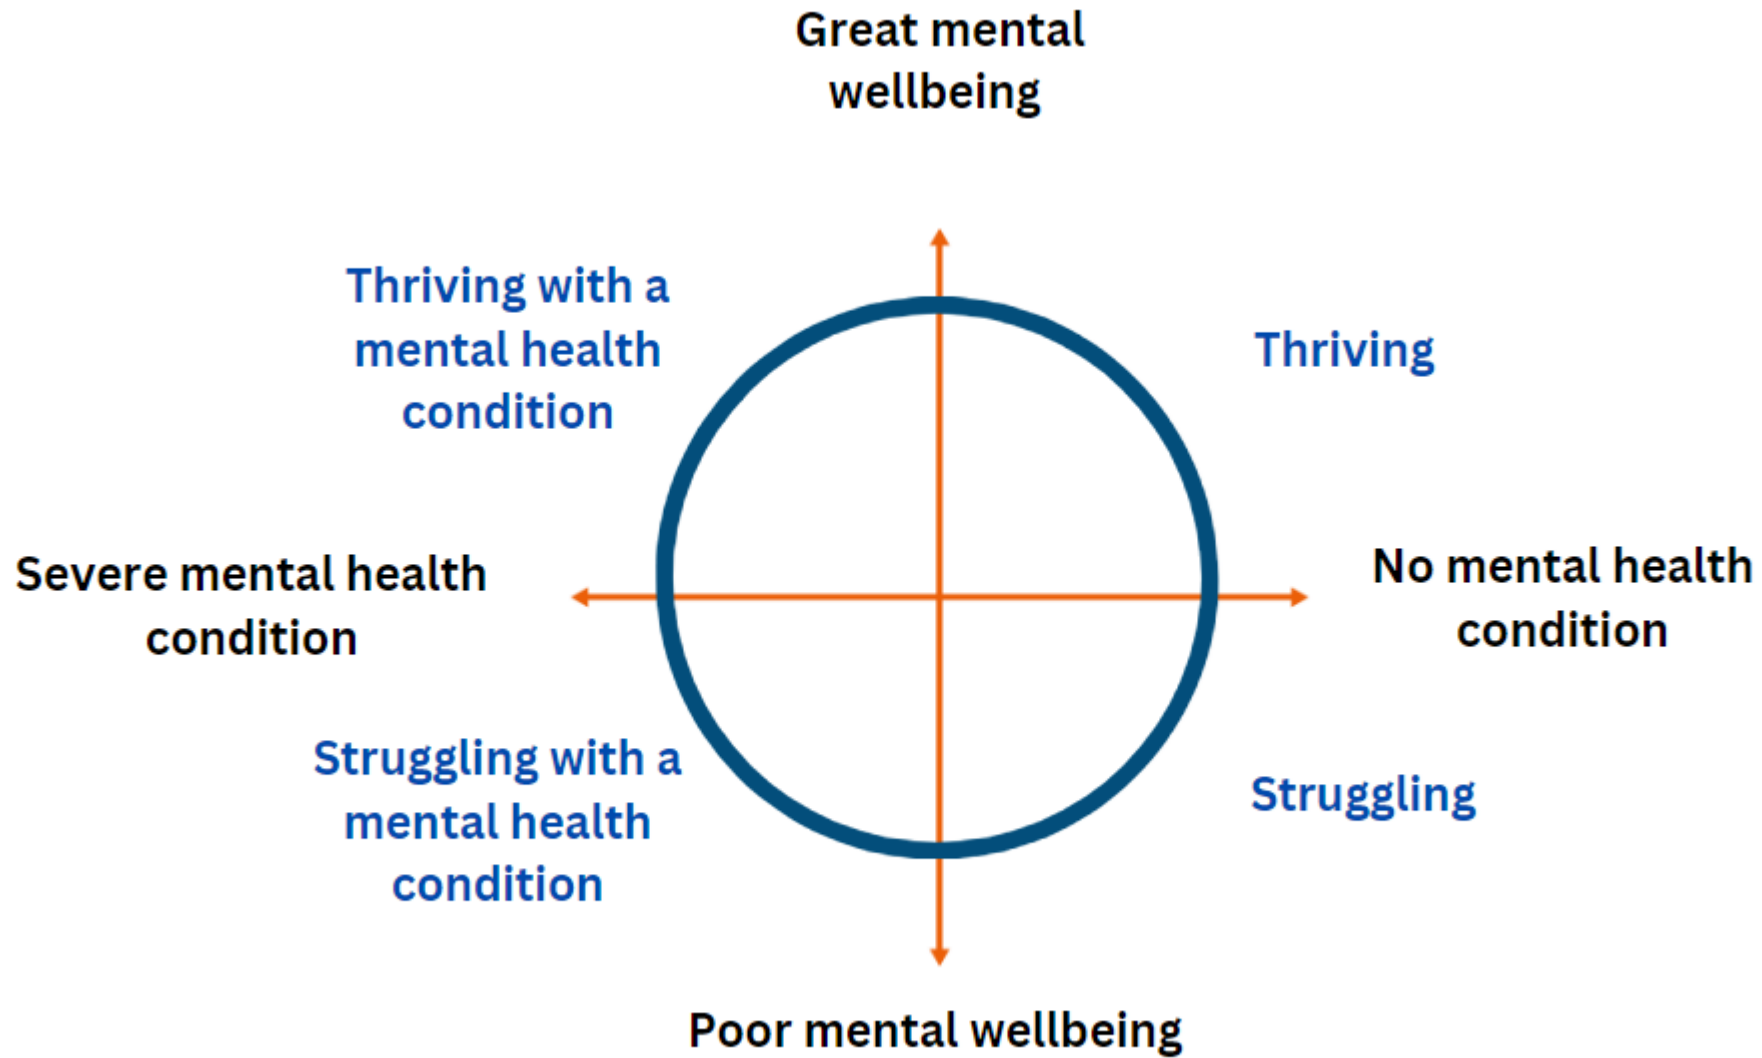 Great mental
wellbeing
Thriving with a
mental health
condition
Thriving
Severe mental health
condition
No mental health
condition
Struggling with a
mental health
condition
Struggling
Poor mental wellbeing